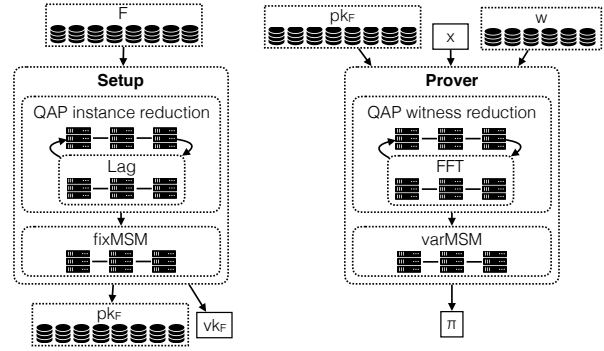 F
Setup
QAP instance reduction
Lag
fixMSM
pkF
vkF
pkF
x
w
Prover
QAP witness reduction
FFT
varMSM
π